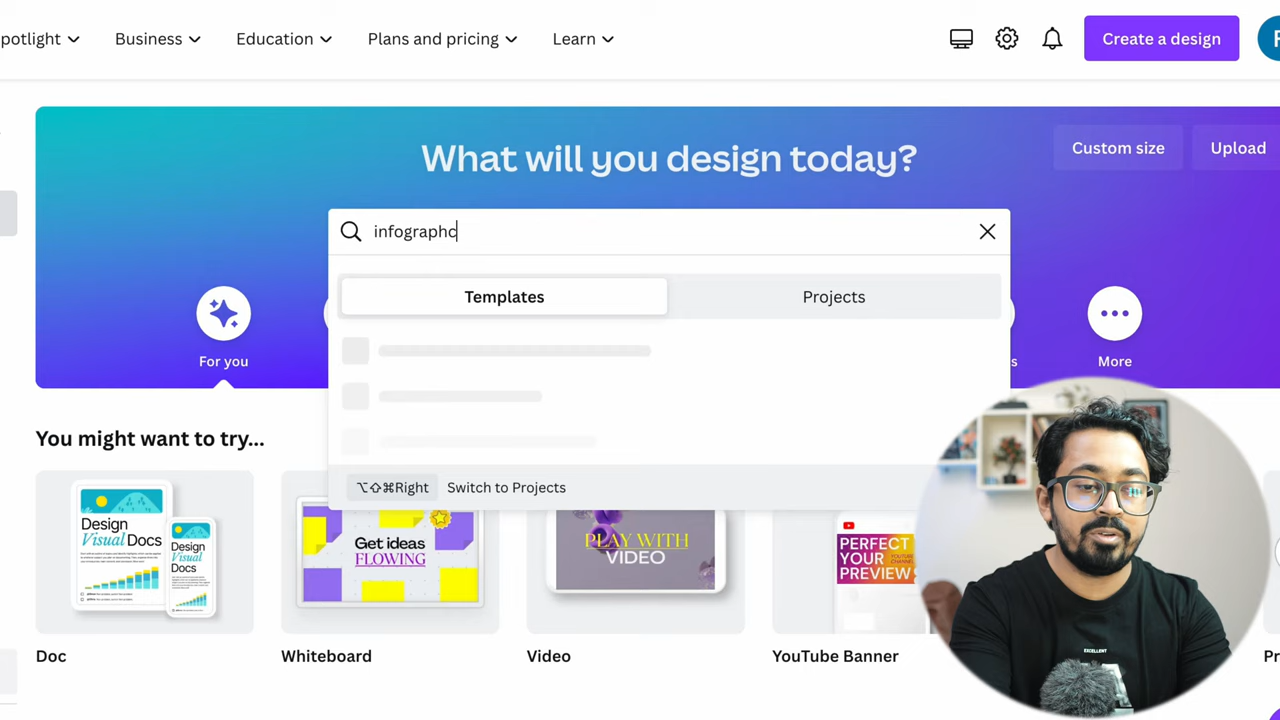 potlight
Business
Education
Plans and pricing
Learn
Create a design
What will you design today?
Custom size
Upload
infographc
Templates
Projects
For you
s
More
⌥⇧⌘Right
Switch to Projects
You might want to try...
Design
Visual Docs
Design
Visual
Docs
Get ideas
FLOWING
PLAY WITH
VIDEO
PERFECT
YOUR
PREVIEW
Doc
Whiteboard
Video
YouTube Banner
Pr
EXCELLENT